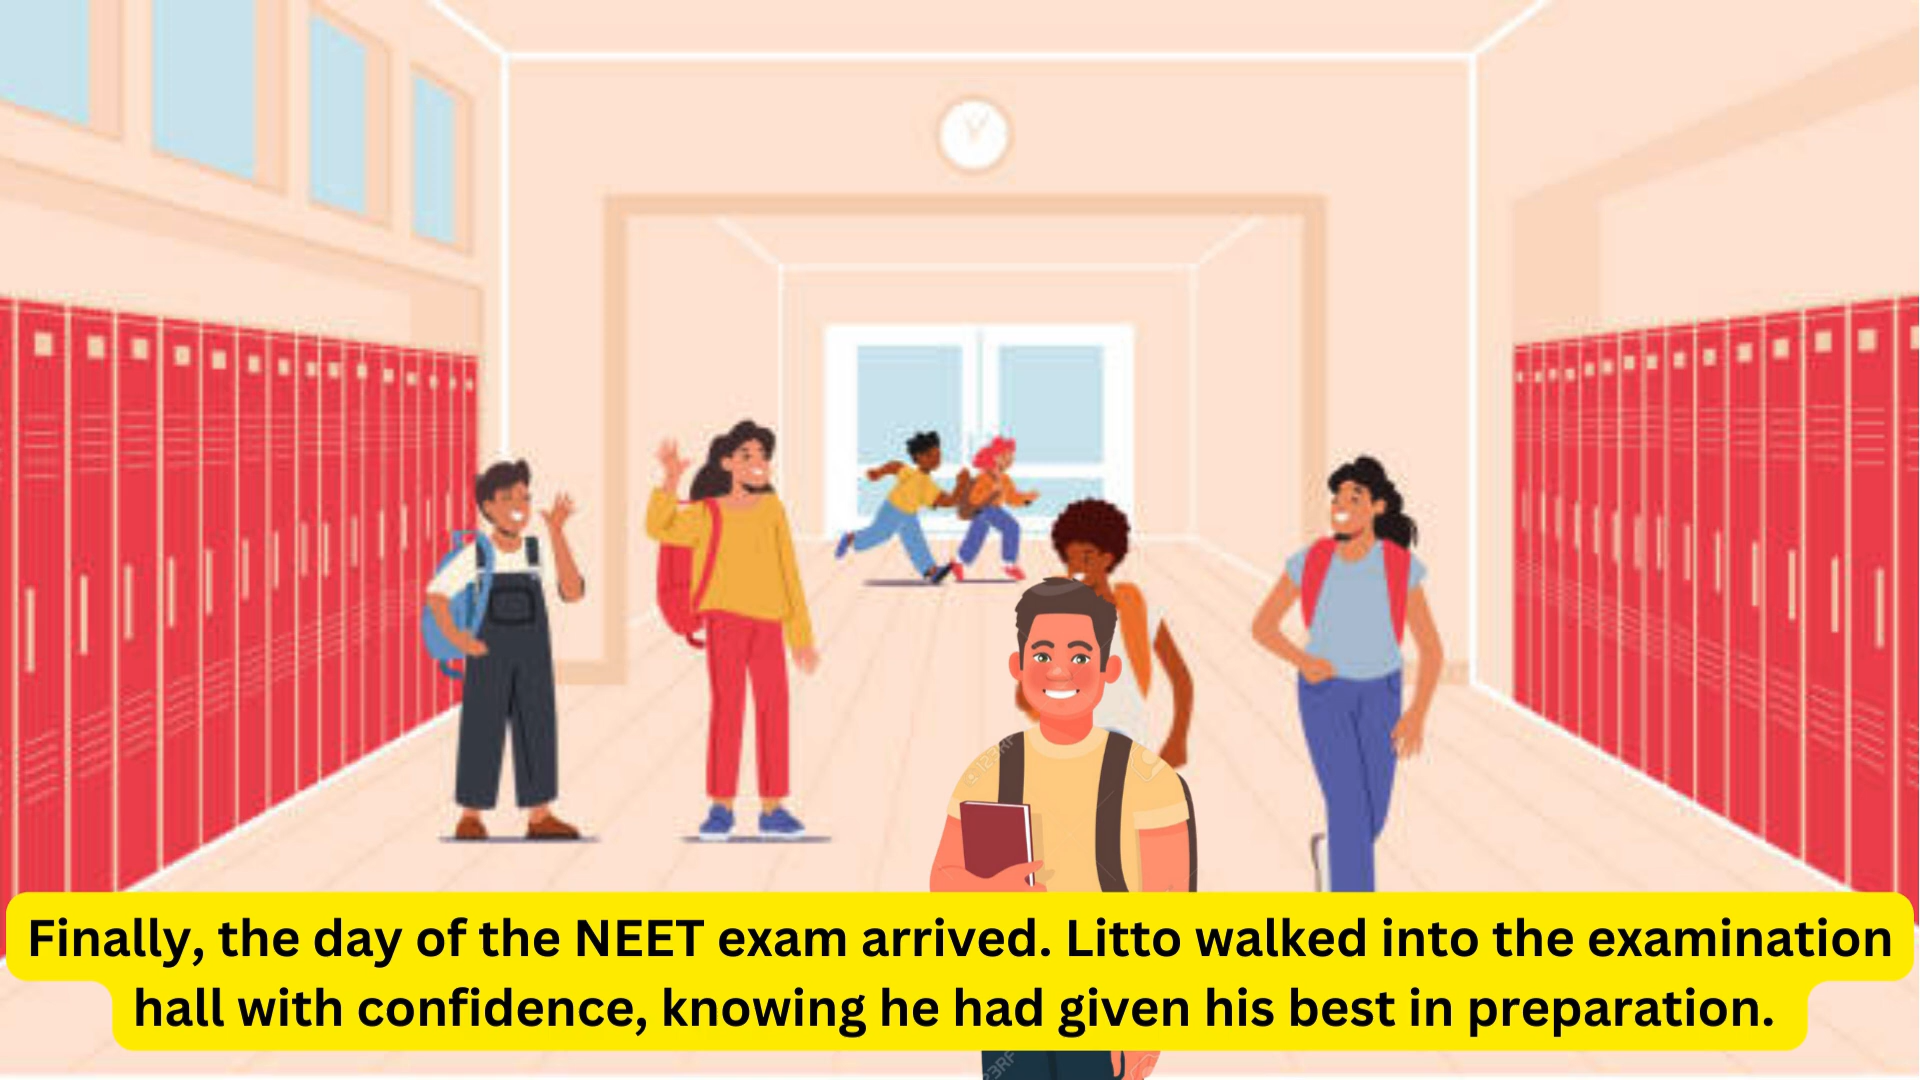 Finally, the day of the NEET exam arrived. Litto walked into the examination
hall with confidence, knowing he had given his best in preparation.
123RF